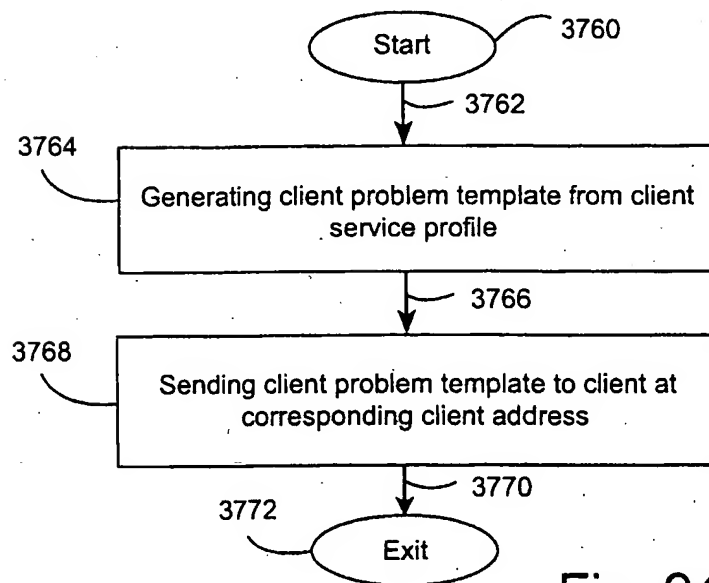 Start
3760
3762
3764
Generating client problem template from client
service profile
3766
3768
Sending client problem template to client at
corresponding client address
3770
3772
Exit